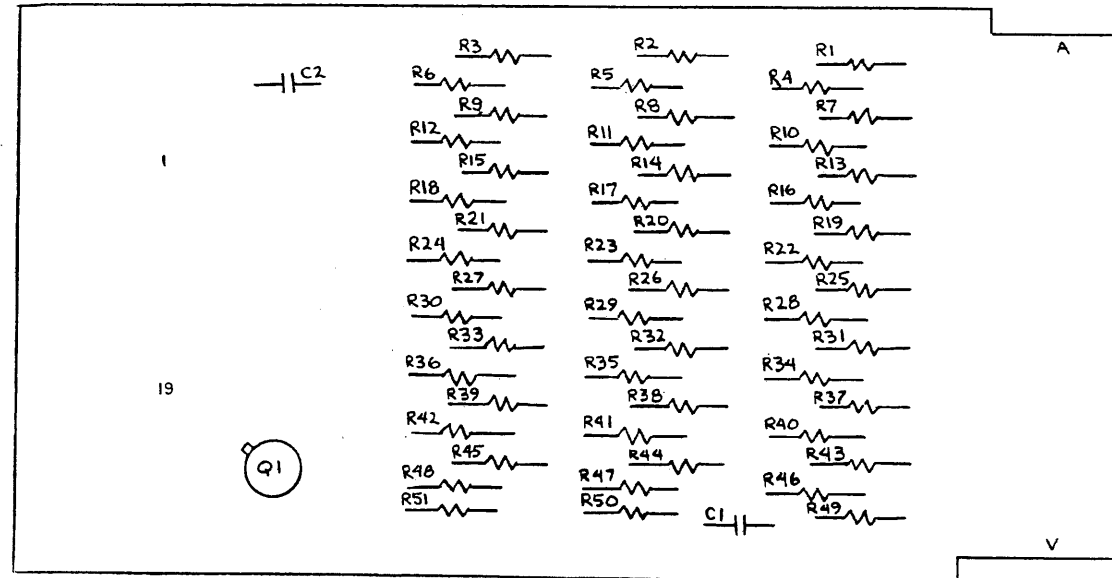 R3 R2 R1 A
C2 R6 R5 R4
R9 R8 R7
R12 R11 R10
1 R15 R14 R13
R18 R17 R16
R21 R20 R19
R24 R23 R22
R27 R26 R25
R30 R29 R28
R33 R32 R31
R36 R35 R34
19 R39 R38 R37
R42 R41 R40
Q1 R45 R44 R43
R48 R47 R46
R51 R50 C1 R49
V